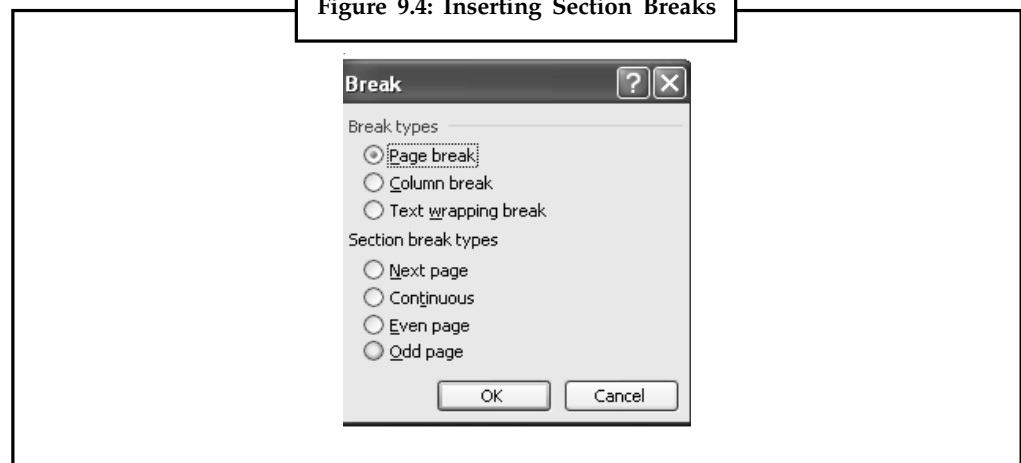 Figure 9.4: Inserting Section Breaks
Break
Break types
Page break
Column break
Text wrapping break
Section break types
Next page
Continuous
Even page
Odd page
OK Cancel